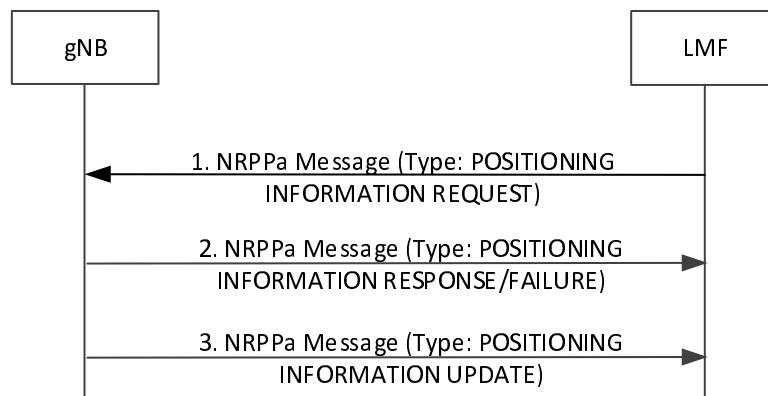 gNB
LMF
1. NRPPa Message (Type: POSITIONING
INFORMATION REQUEST)
2. NRPPa Message (Type: POSITIONING
INFORMATION RESPONSE/FAILURE)
3. NRPPa Message (Type: POSITIONING
INFORMATION UPDATE)